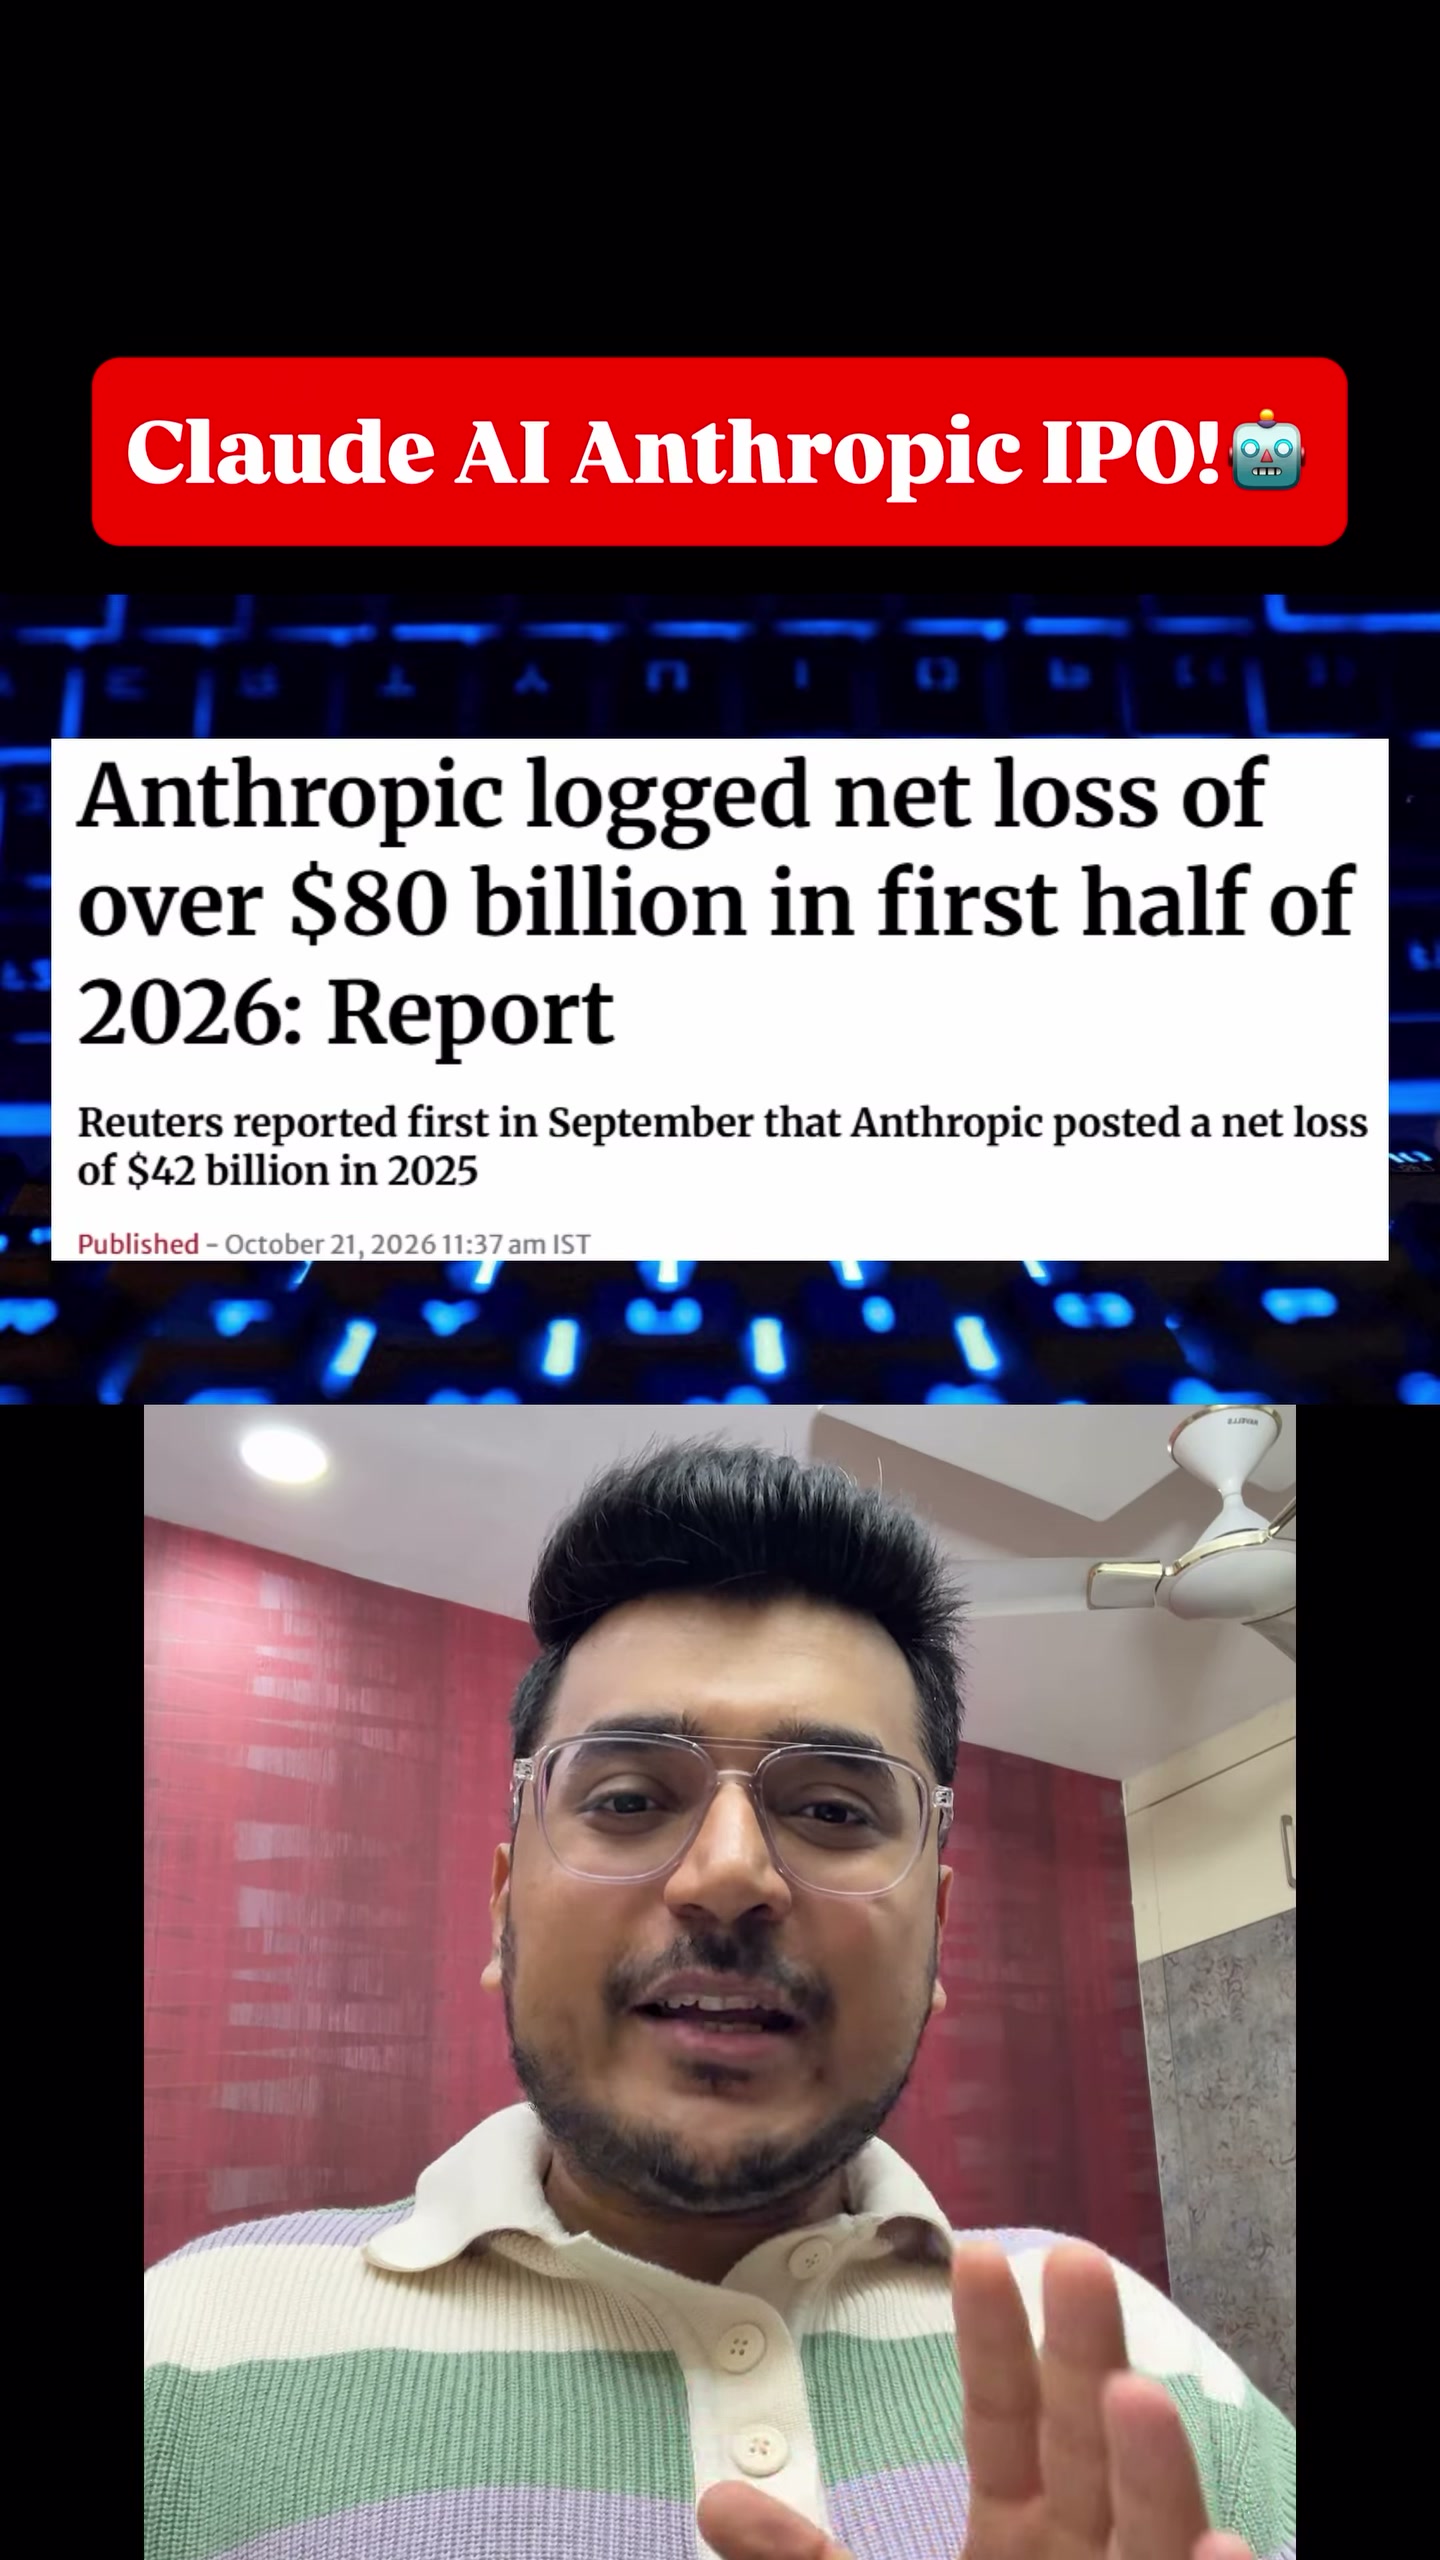 Claude AI Anthropic IPO!🤖
Anthropic logged net loss of
over $80 billion in first half of
2026: Report
Reuters reported first in September that Anthropic posted a net loss
of $42 billion in 2025
Published - October 21, 2026 11:37 am IST
HAVELLS